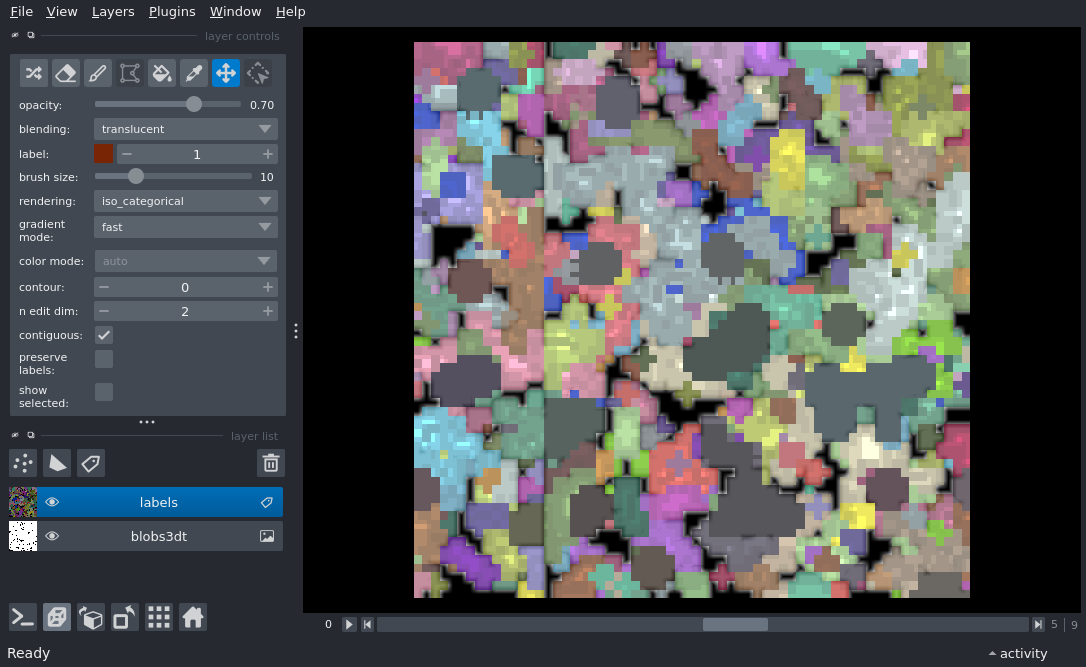 File View Layers Plugins Window Help
layer controls
opacity: 0.70
blending: translucent
label: 1
brush size: 10
rendering: iso_categorical
gradient
mode: fast
color mode: auto
contour: 0
n edit dim: 2
contiguous:
preserve
labels:
show
selected:
layer list
labels
blobs3dt
0 5 | 9
Ready activity